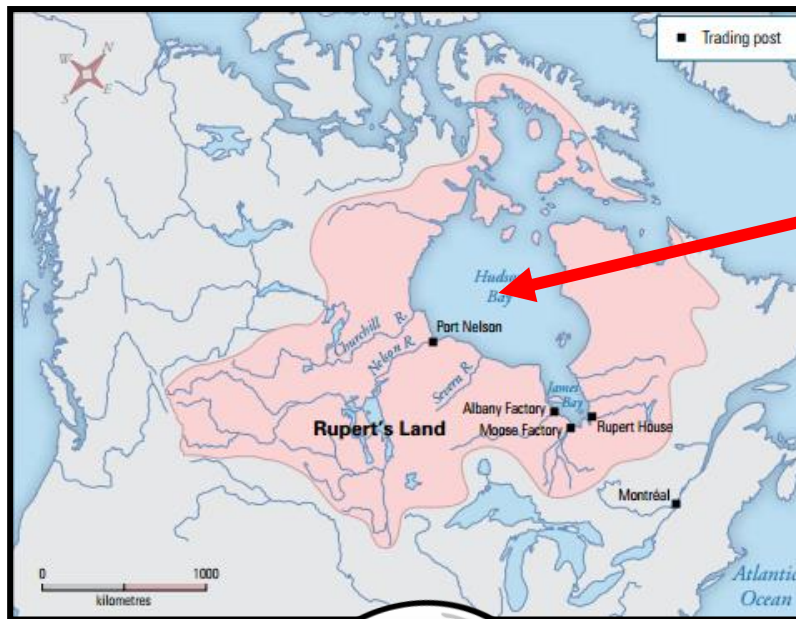 Trading post
N
W
E
S
Hudson
Bay
Churchill R.
Nelson R.
Port Nelson
Severn R.
James
Bay
Albany Factory
Rupert's Land
Moose Factory
Rupert House
Montréal
0
1000
kilometres
Atlantic
Ocean